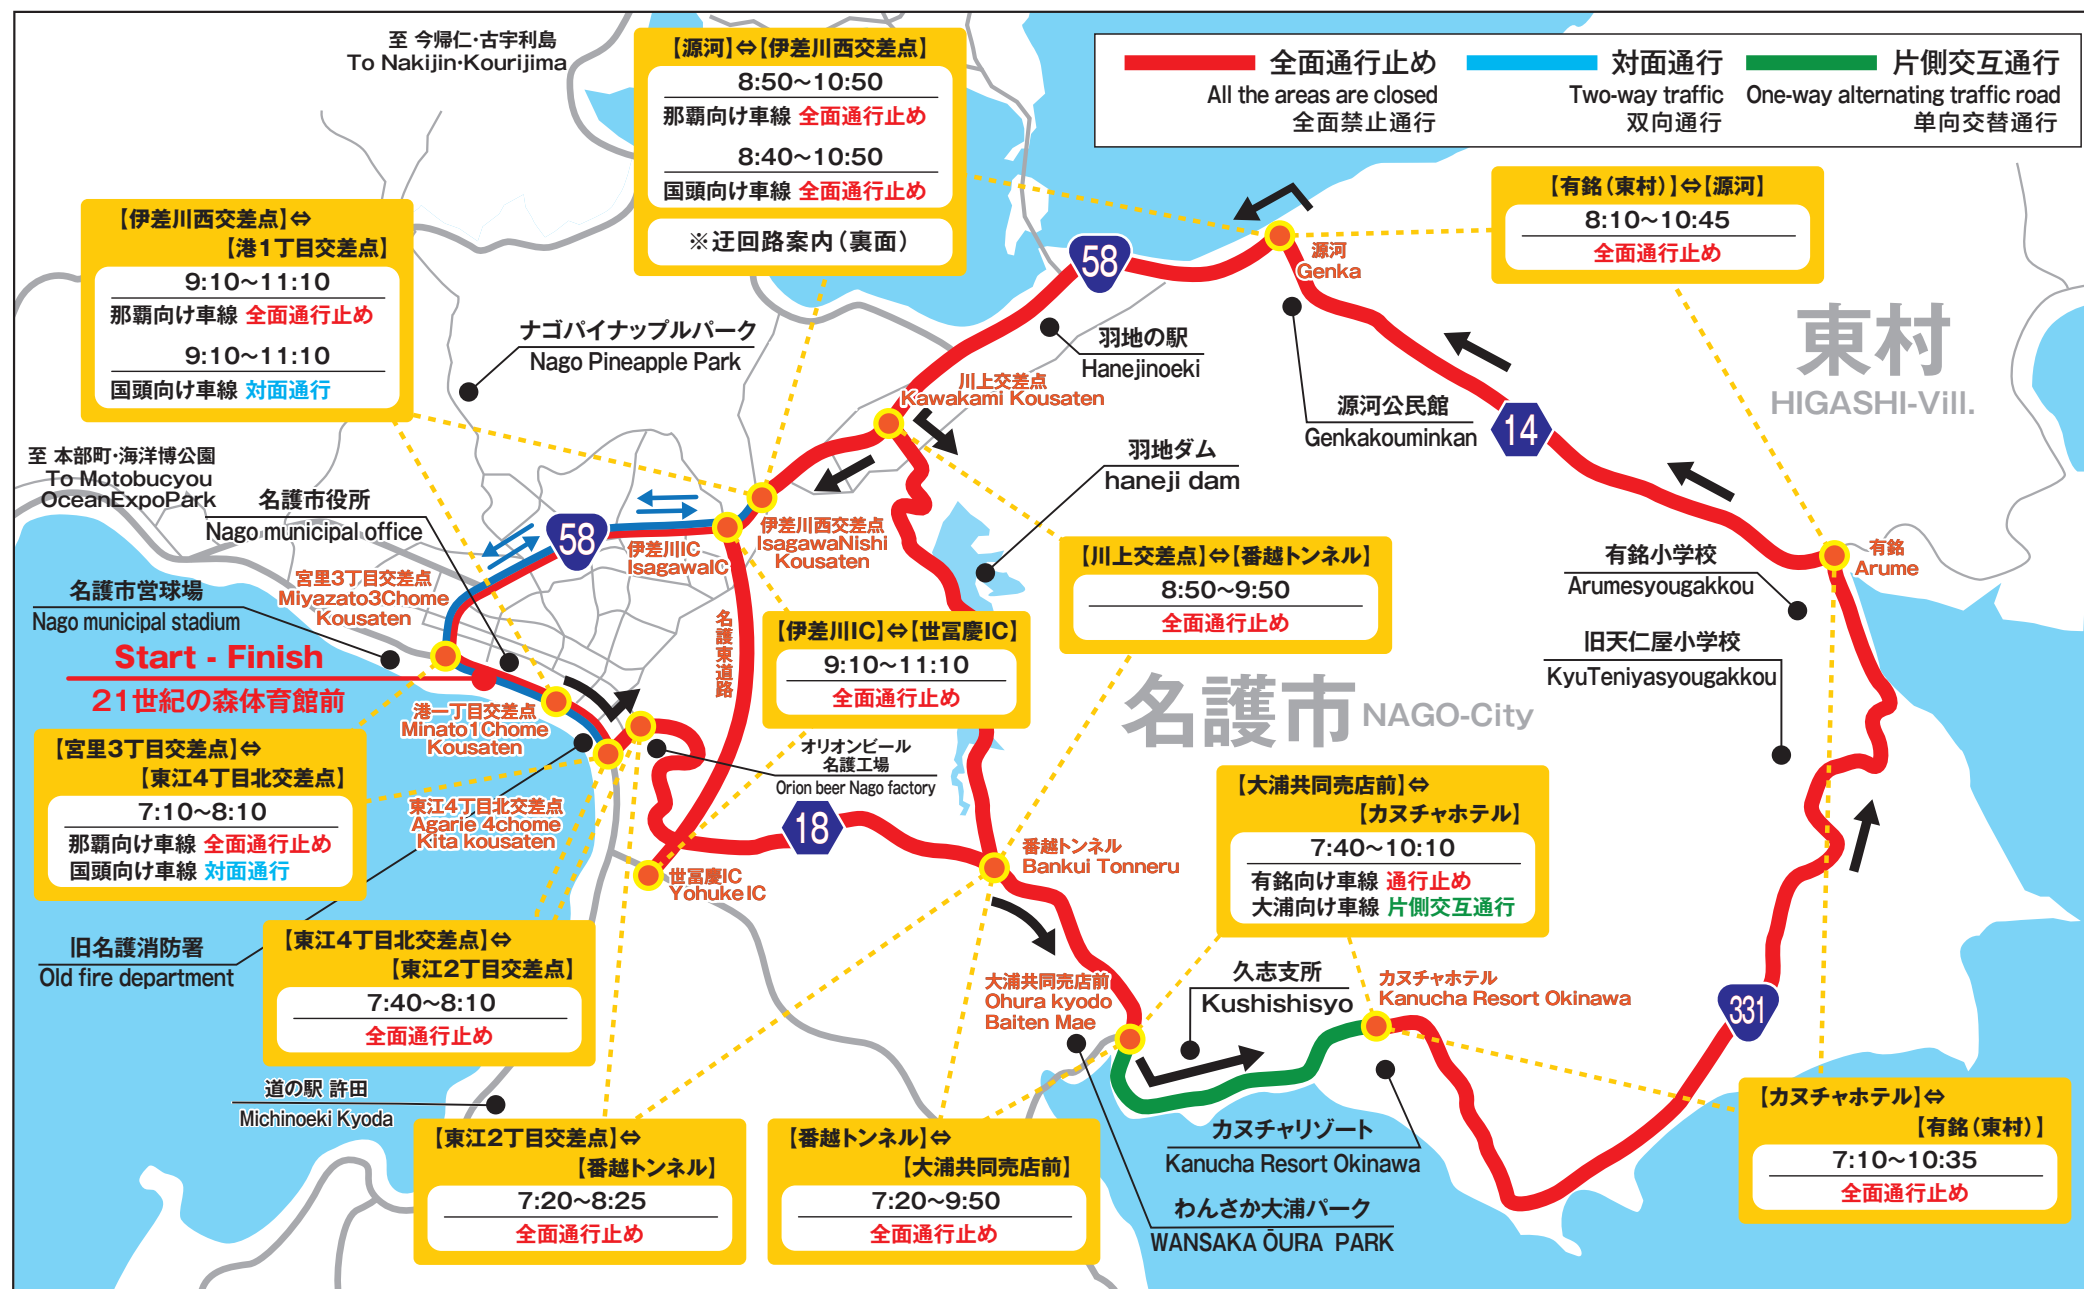 至 今帰仁・古宇利島
To Nakijin・Kourijima
【源河】⇔【伊差川西交差点】
8:50～10:50
那覇向け車線 全面通行止め
8:40～10:50
国頭向け車線 全面通行止め
※迂回路案内（裏面）
全面通行止め
All the areas are closed
全面禁止通行
対面通行
Two-way traffic
双向通行
片側交互通行
One-way alternating traffic road
单向交替通行
【有銘（東村）】⇔【源河】
8:10～10:45
全面通行止め
【伊差川西交差点】⇔
【港1丁目交差点】
9:10～11:10
那覇向け車線 全面通行止め
9:10～11:10
国頭向け車線 対面通行
58
源河
Genka
東村
HIGASHI-Vill.
ナゴパイナップルパーク
Nago Pineapple Park
羽地の駅
Hanejinoeki
川上交差点
Kawakami Kousaten
源河公民館
Genkakouminkan
14
至 本部町・海洋博公園
To Motobucyou
OceanExpoPark
名護市役所
Nago municipal office
羽地ダム
haneji dam
58
伊差川IC
IsagawaIC
伊差川西交差点
IsagawaNishi
Kousaten
【川上交差点】⇔【番越トンネル】
8:50～9:50
全面通行止め
有銘小学校
Arumesyougakkou
有銘
Arume
宮里3丁目交差点
Miyazato3Chome
Kousaten
名護市営球場
Nago municipal stadium
Start - Finish
21世紀の森体育館前
名護東道路
【伊差川IC】⇔【世冨慶IC】
9:10～11:10
全面通行止め
旧天仁屋小学校
KyuTeniyasyougakkou
名護市 NAGO-City
港一丁目交差点
Minato1Chome
Kousaten
【宮里3丁目交差点】⇔
【東江4丁目北交差点】
7:10～8:10
那覇向け車線 全面通行止め
国頭向け車線 対面通行
オリオンビール
名護工場
Orion beer Nago factory
東江4丁目北交差点
Agarie 4chome
Kita kousaten
18
【大浦共同売店前】⇔
【カヌチャホテル】
7:40～10:10
有銘向け車線 通行止め
大浦向け車線 片側交互通行
世冨慶IC
Yohuke IC
番越トンネル
Bankui Tonneru
旧名護消防署
Old fire department
【東江4丁目北交差点】⇔
【東江2丁目交差点】
7:40～8:10
全面通行止め
大浦共同売店前
Ohura kyodo
Baiten Mae
久志支所
Kushishisyo
カヌチャホテル
Kanucha Resort Okinawa
331
道の駅 許田
Michinoeki Kyoda
【東江2丁目交差点】⇔
【番越トンネル】
7:20～8:25
全面通行止め
【番越トンネル】⇔
【大浦共同売店前】
7:20～9:50
全面通行止め
カヌチャリゾート
Kanucha Resort Okinawa
わんさか大浦パーク
WANSAKA ŌURA PARK
【カヌチャホテル】⇔
【有銘（東村）】
7:10～10:35
全面通行止め